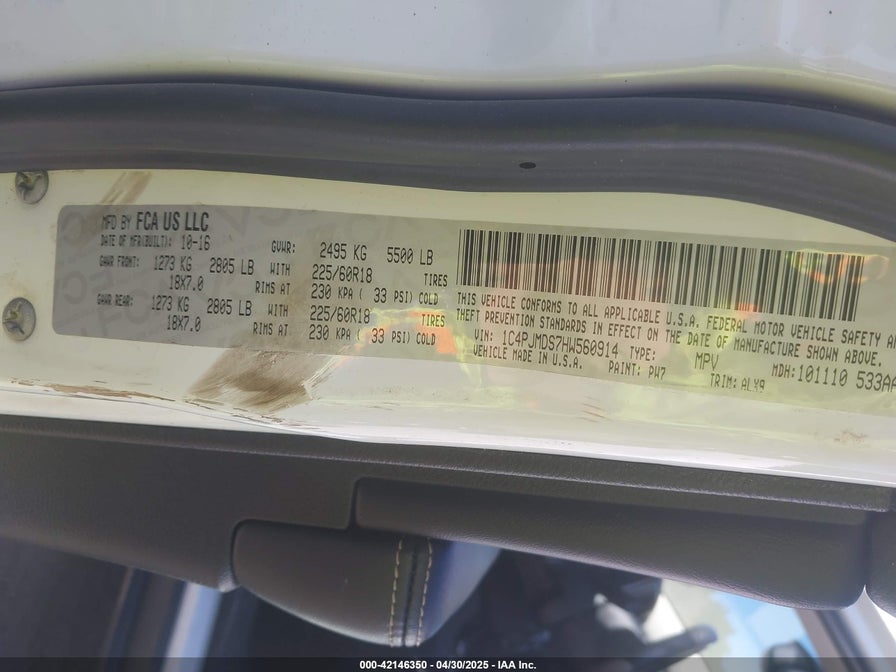 MFD BY FCA US LLC
DATE OF MFR(BUILT): 10-16 GVWR: 2495 KG 5500 LB
GAWR FRONT: 1273 KG 2805 LB WITH 225/60R18 TIRES
18X7.0 RIMS AT 230 KPA ( 33 PSI) COLD
GAWR REAR: 1273 KG 2805 LB WITH 225/60R18 TIRES
18X7.0 RIMS AT 230 KPA ( 33 PSI) COLD
THIS VEHICLE CONFORMS TO ALL APPLICABLE U.S.A. FEDERAL MOTOR VEHICLE SAFETY
THEFT PREVENTION STANDARDS IN EFFECT ON THE DATE OF MANUFACTURE SHOWN ABOVE.
VIN: 1C4PJMDS7HW560914 TYPE: MPV MDH: 101110 533
VEHICLE MADE IN U.S.A. PAINT: PW7 TRIM: ALX9
000-42146350 - 04/30/2025 - IAA Inc.